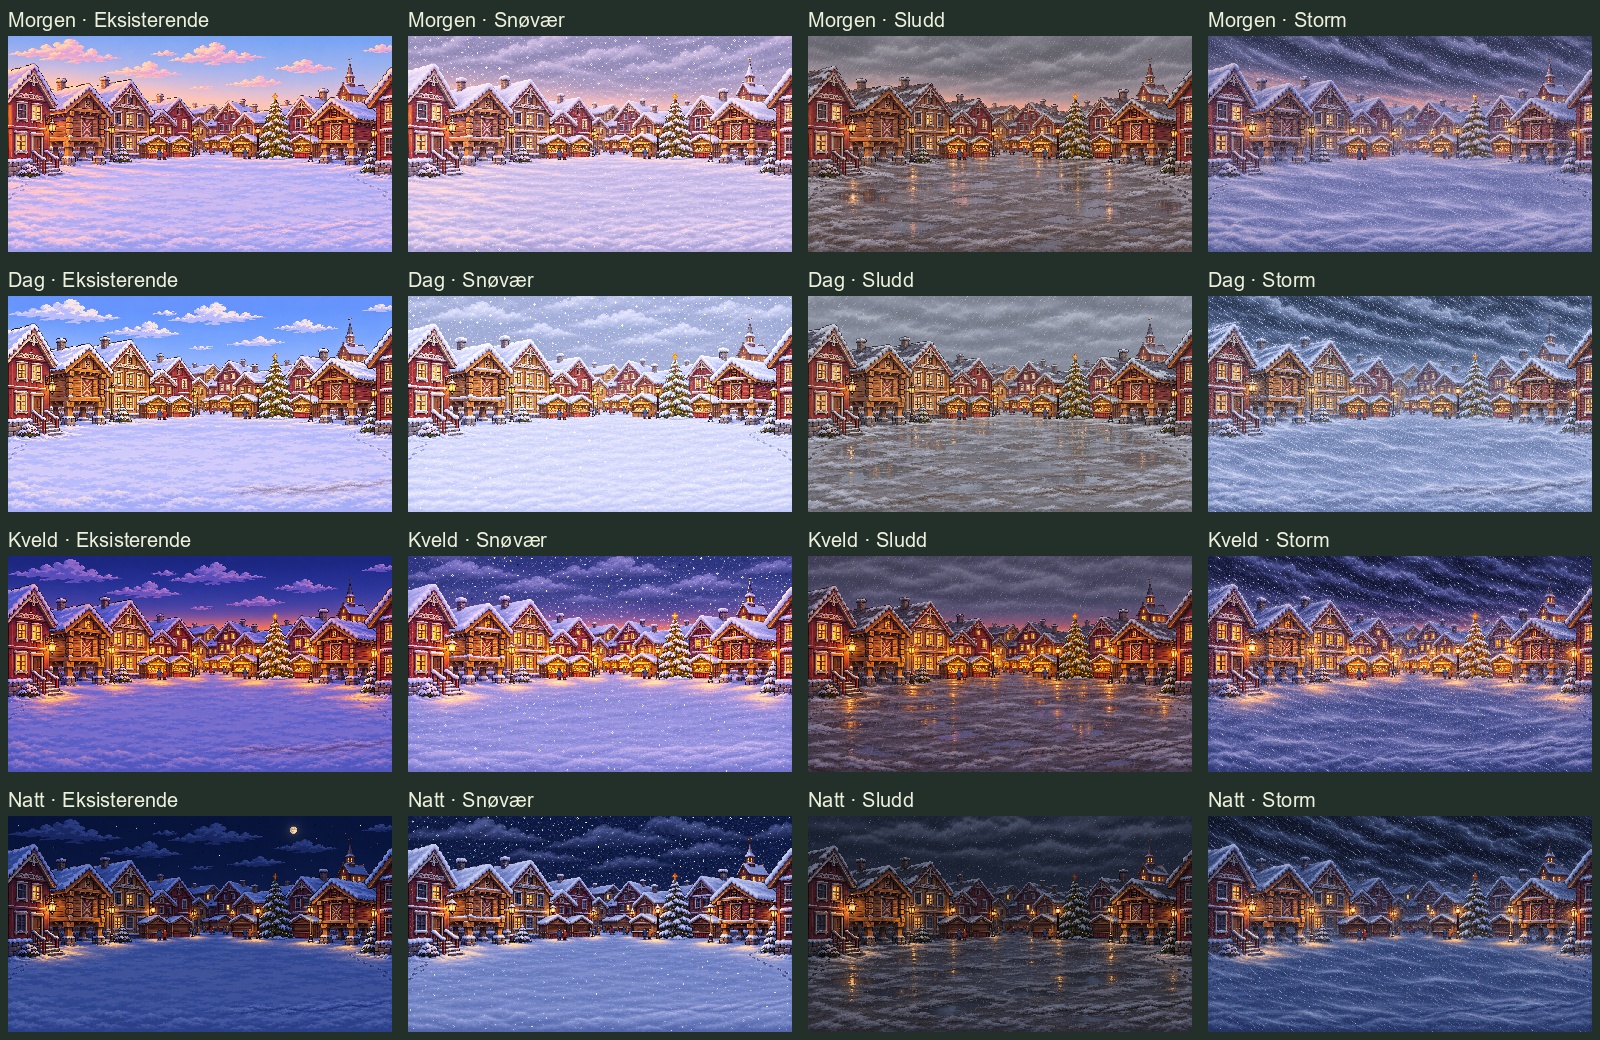 Morgen · Eksisterende
Morgen · Snøvær
Morgen · Sludd
Morgen · Storm
Dag · Eksisterende
Dag · Snøvær
Dag · Sludd
Dag · Storm
Kveld · Eksisterende
Kveld · Snøvær
Kveld · Sludd
Kveld · Storm
Natt · Eksisterende
Natt · Snøvær
Natt · Sludd
Natt · Storm